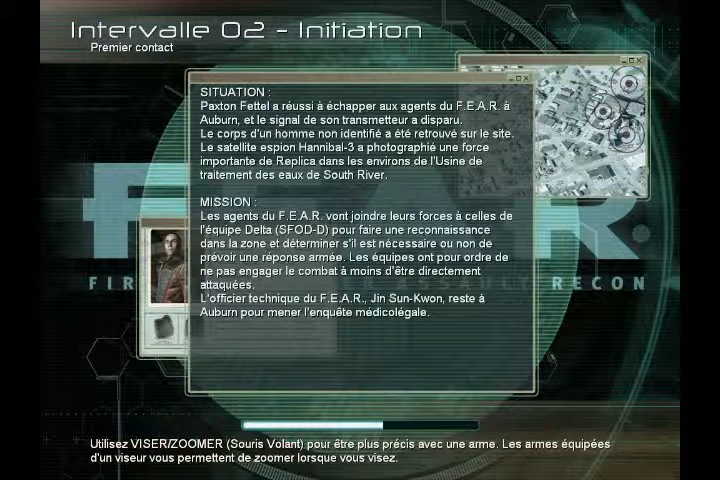 Intervalle 02 - Initiation
Premier contact
SITUATION :
Paxton Fettel a réussi à échapper aux agents du F.E.A.R. à
Auburn, et le signal de son transmetteur a disparu.
Le corps d'un homme non identifié a été retrouvé sur le site.
Le satellite espion Hannibal-3 a photographié une force
importante de Replica dans les environs de l'Usine de
traitement des eaux de South River.
MISSION :
Les agents du F.E.A.R. vont joindre leurs forces à celles de
l'équipe Delta (SFOD-D) pour faire une reconnaissance
dans la zone et déterminer s'il est nécessaire ou non de
prévoir une réponse armée. Les équipes ont pour ordre de
ne pas engager le combat à moins d'être directement
attaquées.
L'officier technique du F.E.A.R., Jin Sun-Kwon, reste à
Auburn pour mener l'enquête médicolégale.
F.E.A.R.
FIR ASSAULT RECON
Utilisez VISER/ZOOMER (Souris Volant) pour être plus précis avec une arme. Les armes équipées
d'un viseur vous permettent de zoomer lorsque vous visez.